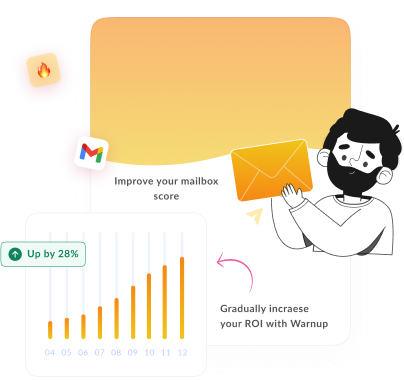 Improve your mailbox
score
Up by 28%
04 05 06 07 08 09 10 11 12
Gradually incraese
your ROI with Warnup